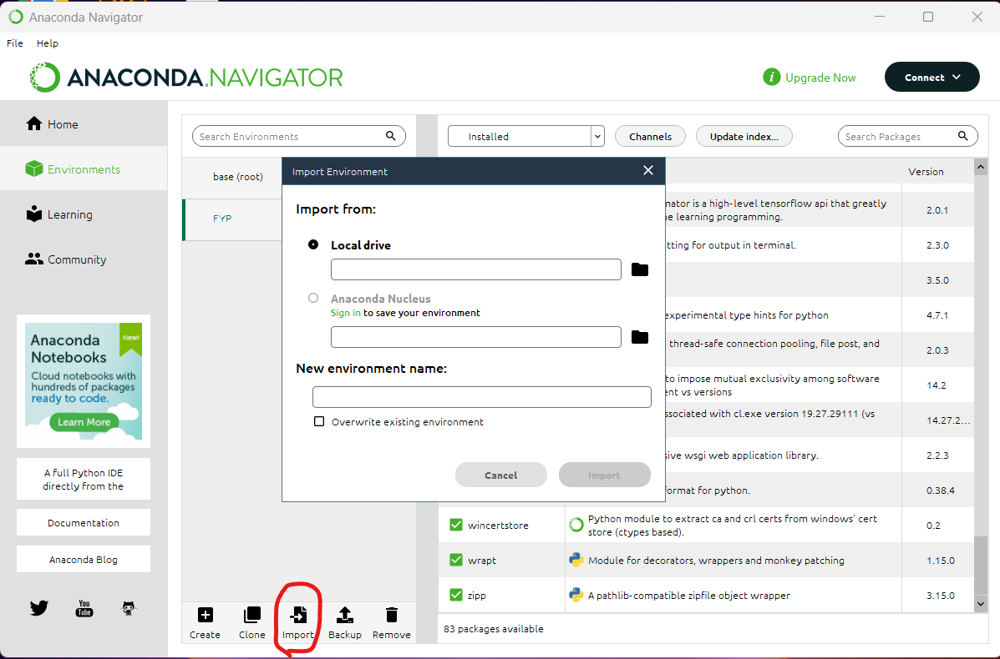 Anaconda Navigator
File Help
ANACONDA.NAVIGATOR
i Upgrade Now
Connect
Home
Environments
Learning
Community
Anaconda
Notebooks
New!
Cloud notebooks with
hundreds of packages
ready to code.
Learn More
A full Python IDE
directly from the
Documentation
Anaconda Blog
You
Tube
Search Environments
base (root)
FYP
Create Clone Import Backup Remove
Installed
Channels
Update index...
Search Packages
Import Environment
Import from:
Local drive
Anaconda Nucleus
Sign in to save your environment
New environment name:
Overwrite existing environment
Cancel Import
Version
nator is a high-level tensorflow api that greatly
e learning programming.
2.0.1
tting for output in terminal.
2.3.0
3.5.0
experimental type hints for python
4.7.1
thread-safe connection pooling, file post, and
2.0.3
to impose mutual exclusivity among software
nt vs versions
14.2
ssociated with cl.exe version 19.27.29111 (vs
14.27.2...
sive wsgi web application library.
2.2.3
ormat for python.
0.38.4
wincertstore
Python module to extract ca and crl certs from windows' cert
store (ctypes based).
0.2
wrapt
Module for decorators, wrappers and monkey patching
1.15.0
zipp
A pathlib-compatible zipfile object wrapper
3.15.0
83 packages available